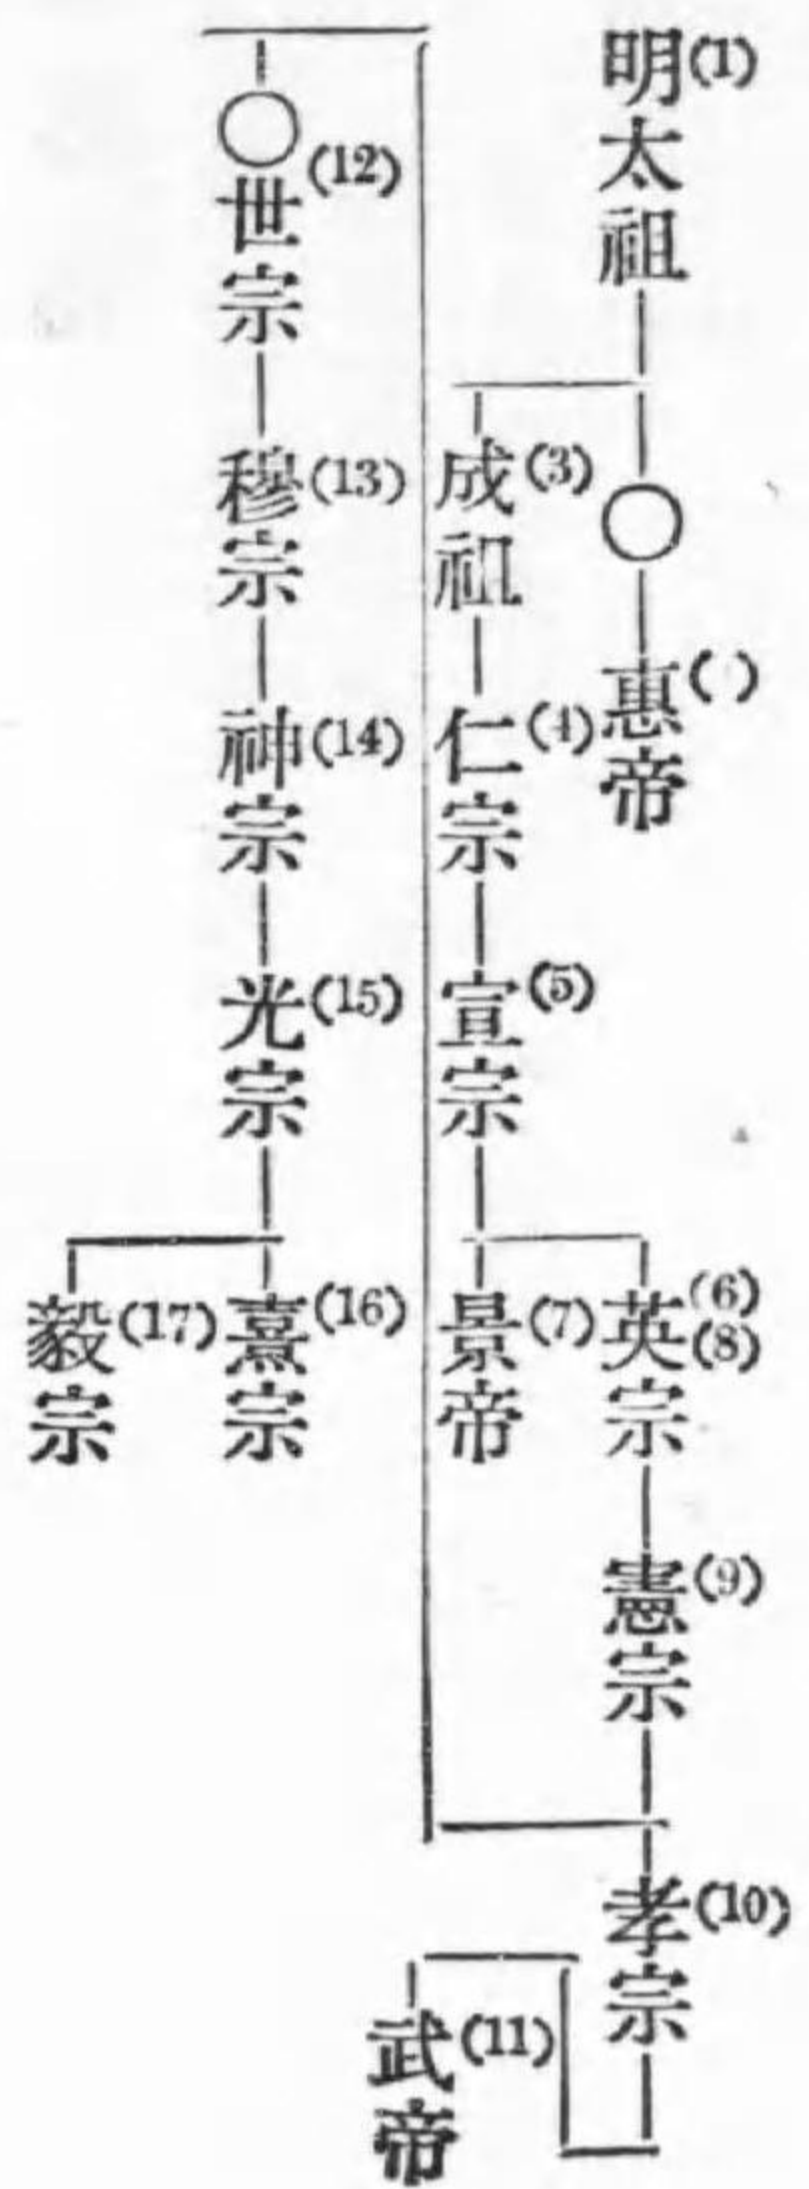 明太祖(1)
惠帝( )
成祖(3)
仁宗(4)
宣宗(5)
英宗(6)(8)
景帝(7)
憲宗(9)
孝宗(10)
武帝(11)
世宗(12)
穆宗(13)
神宗(14)
光宗(15)
熹宗(16)
毅宗(17)